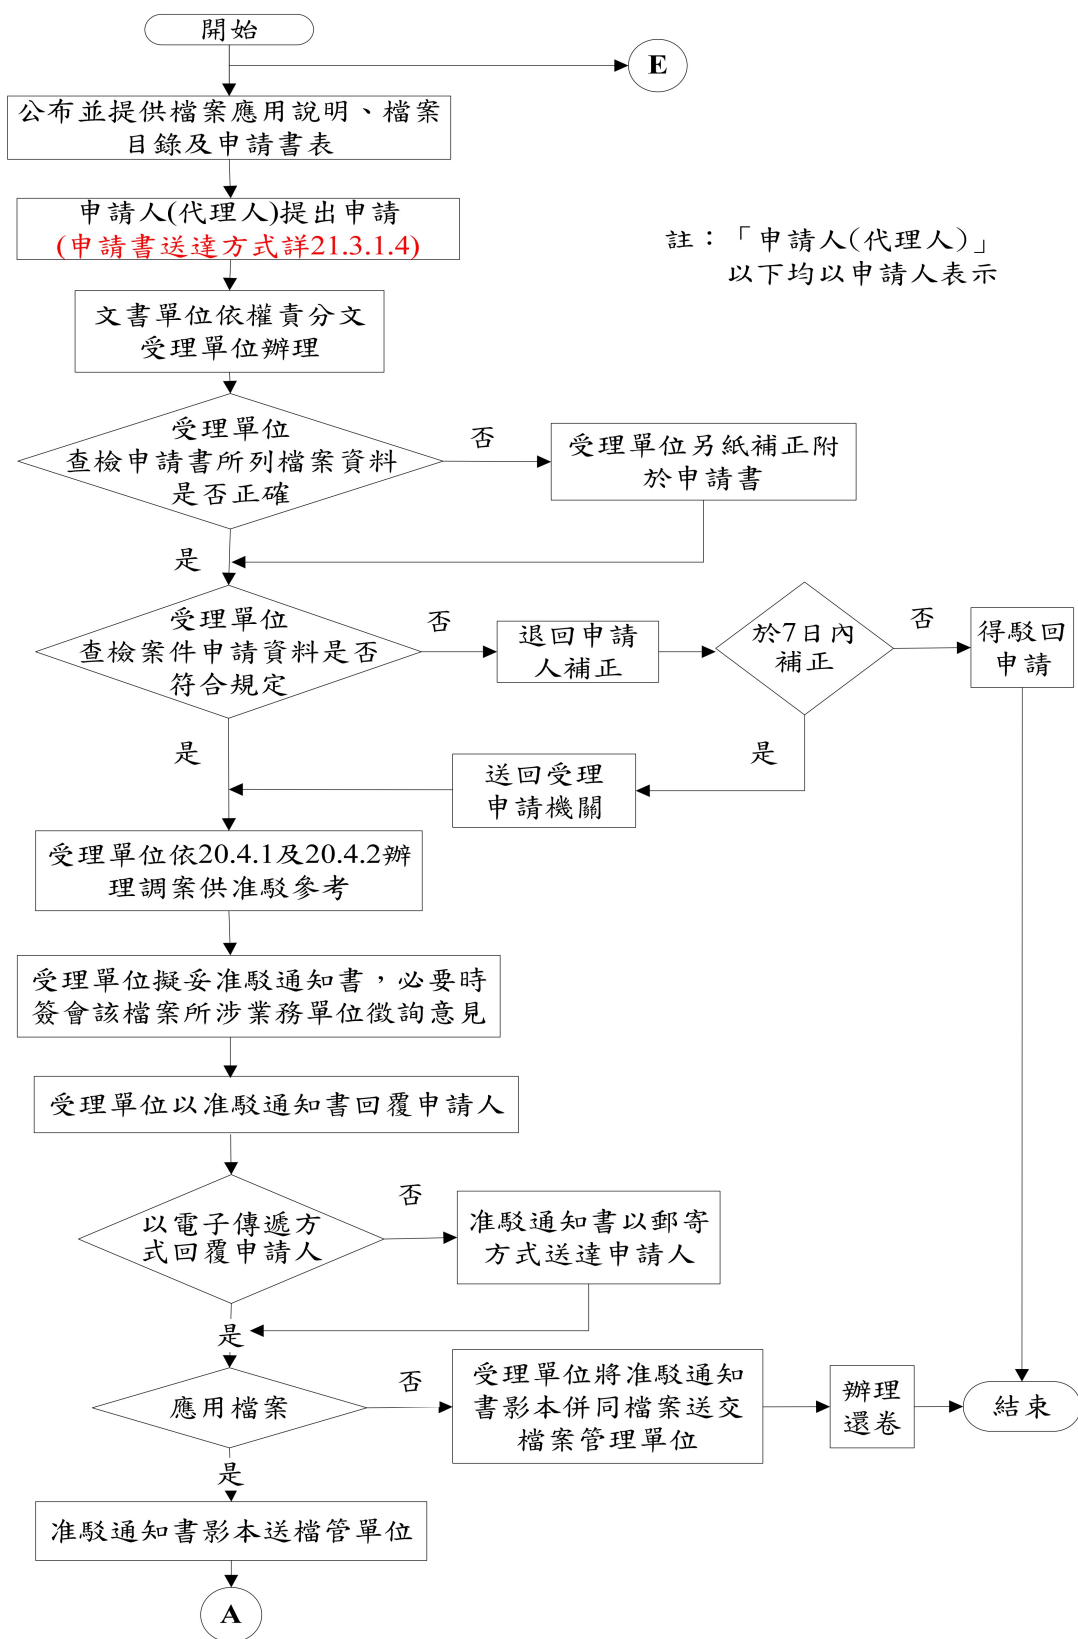 開始
E
公布並提供檔案應用說明、檔案
目錄及申請書表
申請人(代理人)提出申請
(申請書送達方式詳21.3.1.4)
註：「申請人(代理人)」
以下均以申請人表示
文書單位依權責分文
受理單位辦理
受理單位
查檢申請書所列檔案資料
是否正確
否
受理單位另紙補正附
於申請書
是
受理單位
查檢案件申請資料是否
符合規定
否
退回申請
人補正
於7日內
補正
否
得駁回
申請
是
是
送回受理
申請機關
受理單位依20.4.1及20.4.2辦
理調案供准駁參考
受理單位擬妥准駁通知書，必要時
簽會該檔案所涉業務單位徵詢意見
受理單位以准駁通知書回覆申請人
以電子傳遞方
式回覆申請人
否
准駁通知書以郵寄
方式送達申請人
是
應用檔案
否
受理單位將准駁通知
書影本併同檔案送交
檔案管理單位
辦理
還卷
結束
是
准駁通知書影本送檔管單位
A